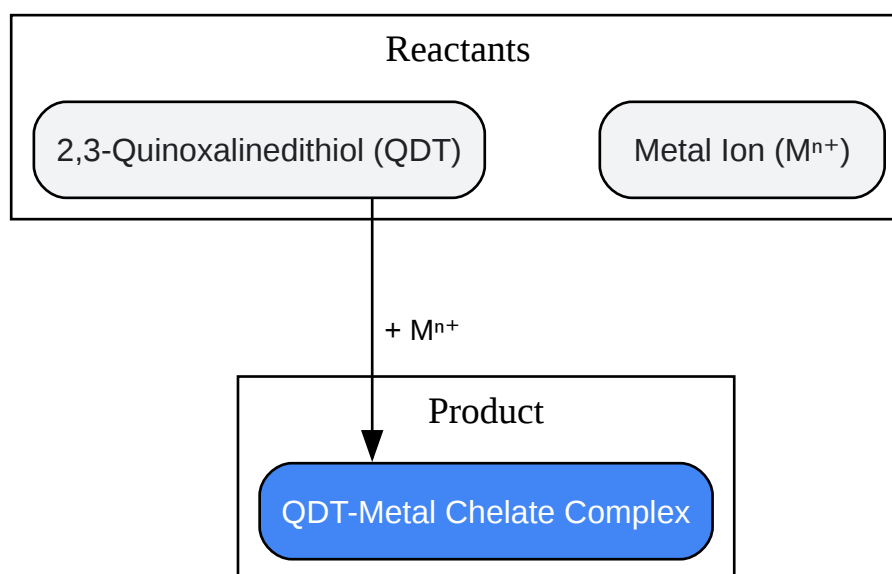 Reactants
2,3-Quinoxalinedithiol (QDT)
Metal Ion (Mⁿ⁺)
+ Mⁿ⁺
Product
QDT-Metal Chelate Complex